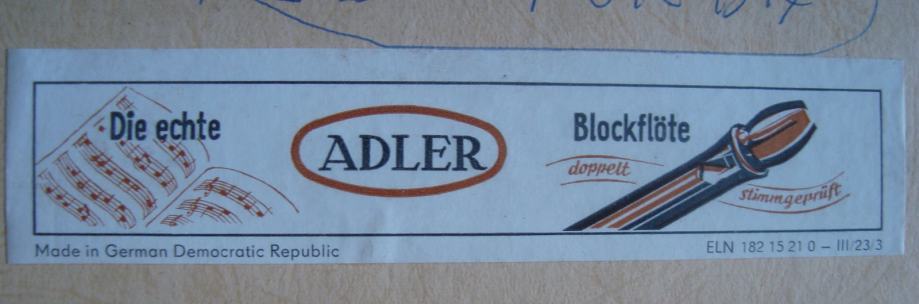 Die echte
ADLER
Blockflöte
doppelt
stimmgeprüft
Made in German Democratic Republic
ELN 182 15 21 0 – III/23/3